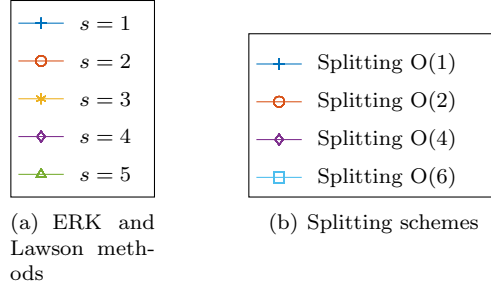 s = 1
s = 2
s = 3
s = 4
s = 5
(a) ERK and
Lawson meth-
ods
Splitting O(1)
Splitting O(2)
Splitting O(4)
Splitting O(6)
(b) Splitting schemes